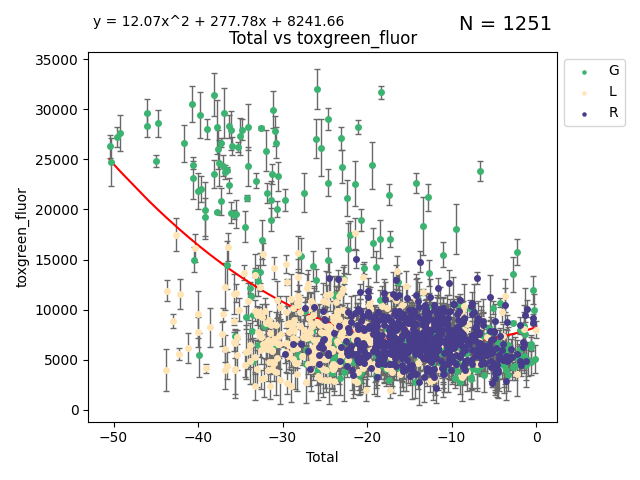 y = 12.07x^2 + 277.78x + 8241.66
N = 1251
Total vs toxgreen_fluor
35000
30000
25000
20000
15000
10000
5000
0
toxgreen_fluor
−50
−40
−30
−20
−10
0
Total
G
L
R